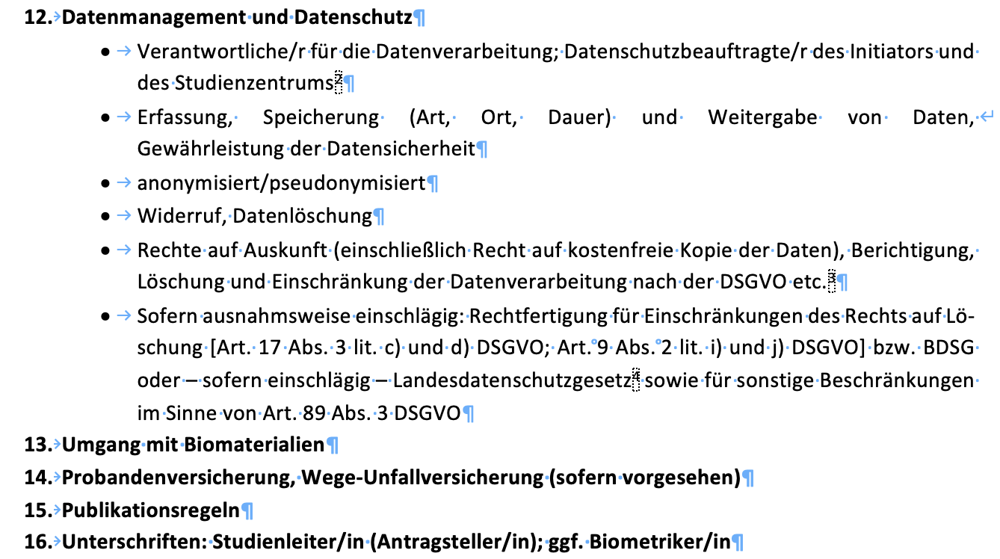 12. Datenmanagement und Datenschutz
• Verantwortliche/r für die Datenverarbeitung; Datenschutzbeauftragte/r des Initiators und
des Studienzentrums2
• Erfassung, Speicherung (Art, Ort, Dauer) und Weitergabe von Daten,
Gewährleistung der Datensicherheit
• anonymisiert/pseudonymisiert
• Widerruf, Datenlöschung
• Rechte auf Auskunft (einschließlich Recht auf kostenfreie Kopie der Daten), Berichtigung,
Löschung und Einschränkung der Datenverarbeitung nach der DSGVO etc.3
• Sofern ausnahmsweise einschlägig: Rechtfertigung für Einschränkungen des Rechts auf Lö-
schung [Art. 17 Abs. 3 lit. c) und d) DSGVO; Art. 9 Abs. 2 lit. i) und j) DSGVO] bzw. BDSG
oder – sofern einschlägig – Landesdatenschutzgesetz4 sowie für sonstige Beschränkungen
im Sinne von Art. 89 Abs. 3 DSGVO
13. Umgang mit Biomaterialien
14. Probandenversicherung, Wege-Unfallversicherung (sofern vorgesehen)
15. Publikationsregeln
16. Unterschriften: Studienleiter/in (Antragsteller/in); ggf. Biometriker/in